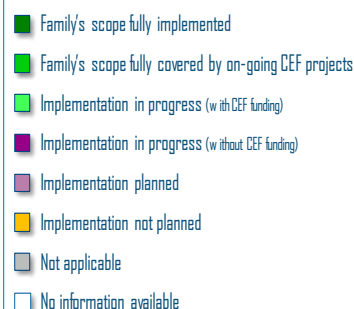 Family's scope fully implemented
Family's scope fully covered by on-going CEF projects
Implementation in progress (with CEF funding)
Implementation in progress (without CEF funding)
Implementation planned
Implementation not planned
Not applicable
No information available